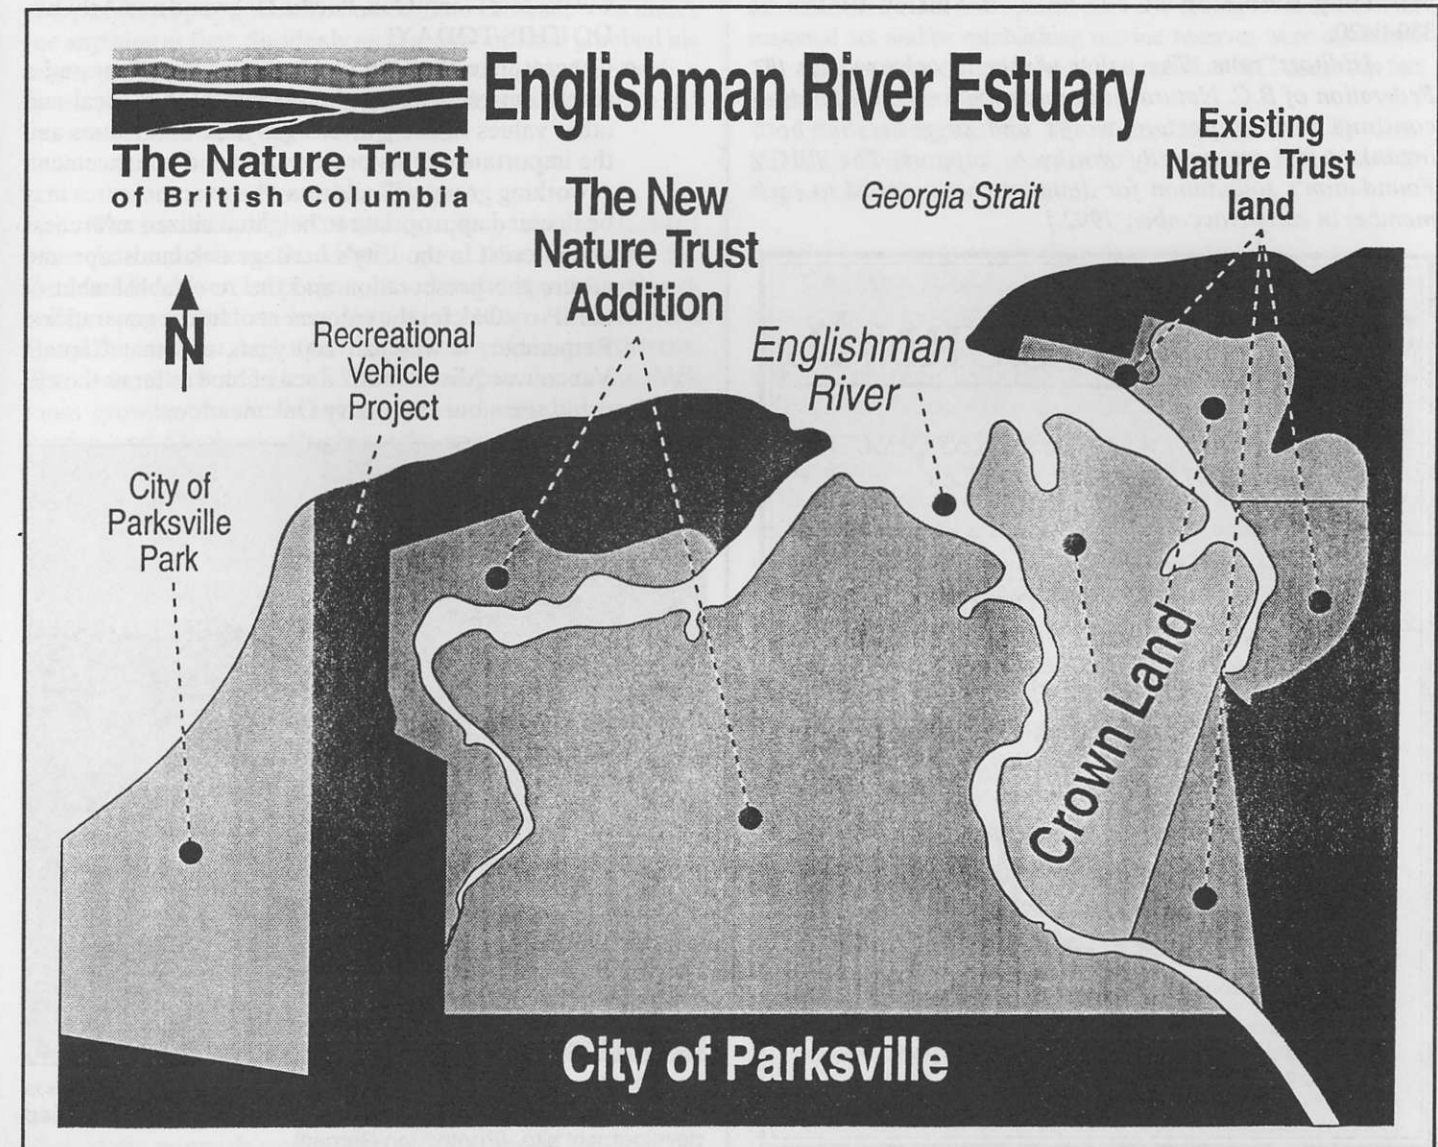 Englishman River Estuary
The Nature Trust
of British Columbia
The New
Nature Trust
Addition
Georgia Strait
Existing
Nature Trust
land
N
Recreational
Vehicle
Project
Englishman
River
City of
Parksville
Park
Crown Land
City of Parksville